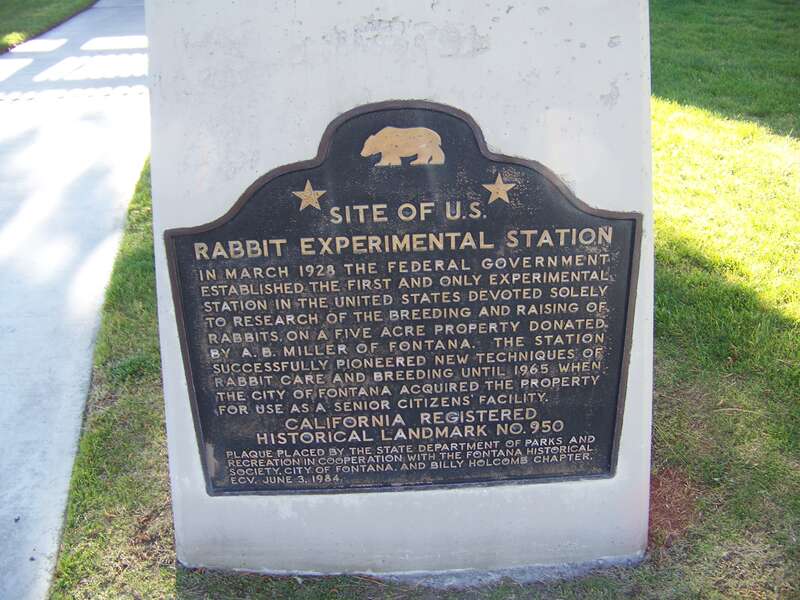 SITE OF U.S.
RABBIT EXPERIMENTAL STATION
IN MARCH 1928 THE FEDERAL GOVERNMENT
ESTABLISHED THE FIRST AND ONLY EXPERIMENTAL
STATION IN THE UNITED STATES DEVOTED SOLELY
TO RESEARCH OF THE BREEDING AND RAISING OF
RABBITS, ON A FIVE ACRE PROPERTY DONATED
BY A. B. MILLER OF FONTANA. THE STATION
SUCCESSFULLY PIONEERED NEW TECHNIQUES OF
RABBIT CARE AND BREEDING UNTIL 1965 WHEN
THE CITY OF FONTANA ACQUIRED THE PROPERTY
FOR USE AS A SENIOR CITIZENS' FACILITY.
CALIFORNIA REGISTERED
HISTORICAL LANDMARK NO. 950
PLAQUE PLACED BY THE STATE DEPARTMENT OF PARKS AND
RECREATION IN COOPERATION WITH THE FONTANA HISTORICAL
SOCIETY, CITY OF FONTANA, AND BILLY HOLCOMB CHAPTER,
ECV, JUNE 3, 1984.